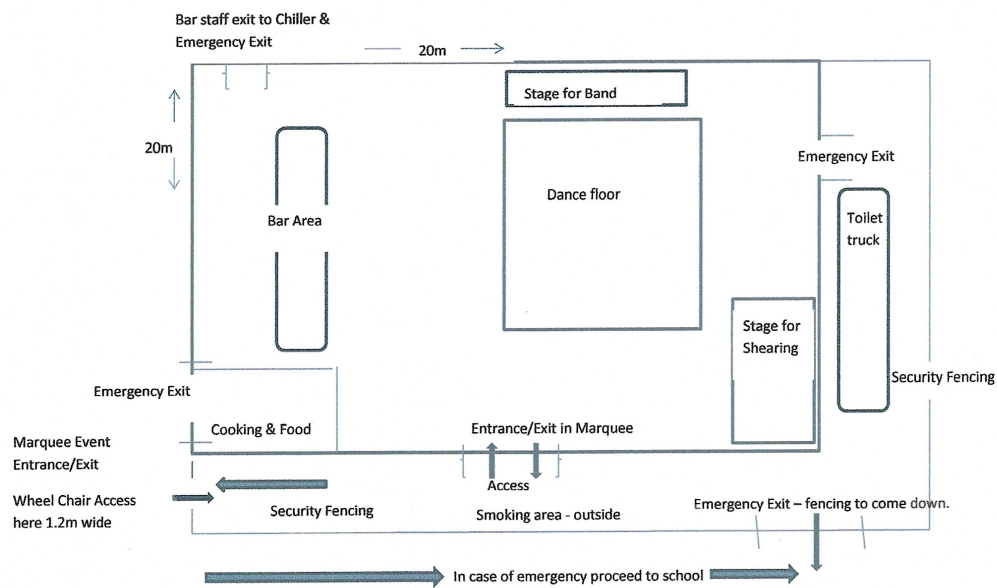 Bar staff exit to Chiller &
Emergency Exit
20m
Stage for Band
20m
Emergency Exit
Dance floor
Bar Area
Toilet
truck
Stage for
Shearing
Security Fencing
Emergency Exit
Cooking & Food
Entrance/Exit in Marquee
Marquee Event
Entrance/Exit
Access
Wheel Chair Access
here 1.2m wide
Security Fencing
Smoking area - outside
Emergency Exit – fencing to come down.
In case of emergency proceed to school